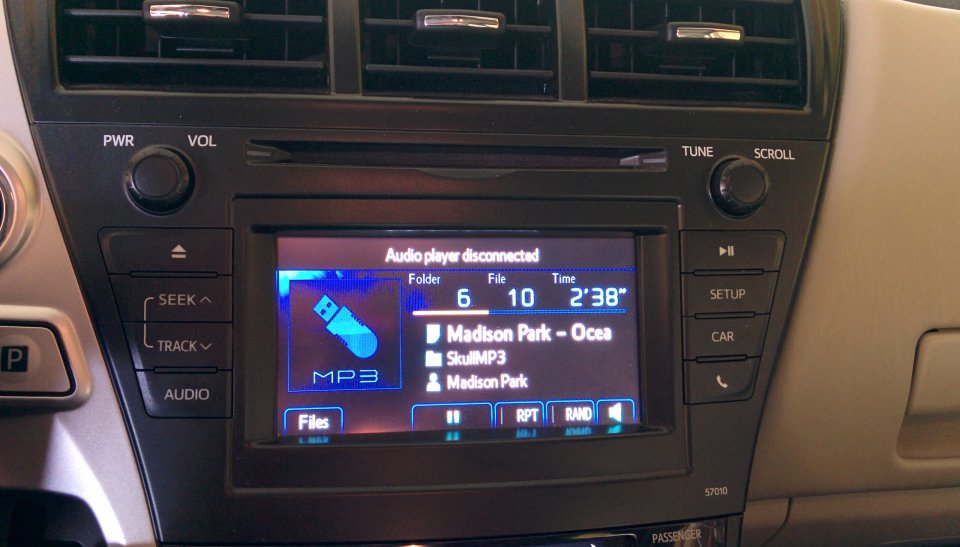 PWR
VOL
TUNE
SCROLL
SEEK
TRACK
AUDIO
P
Audio player disconnected
Folder File Time
6 10 2'38"
Madison Park - Ocea
SkullMP3
Madison Park
MP3
Files
RPT
RAND
SETUP
CAR
57010
PASSENGER